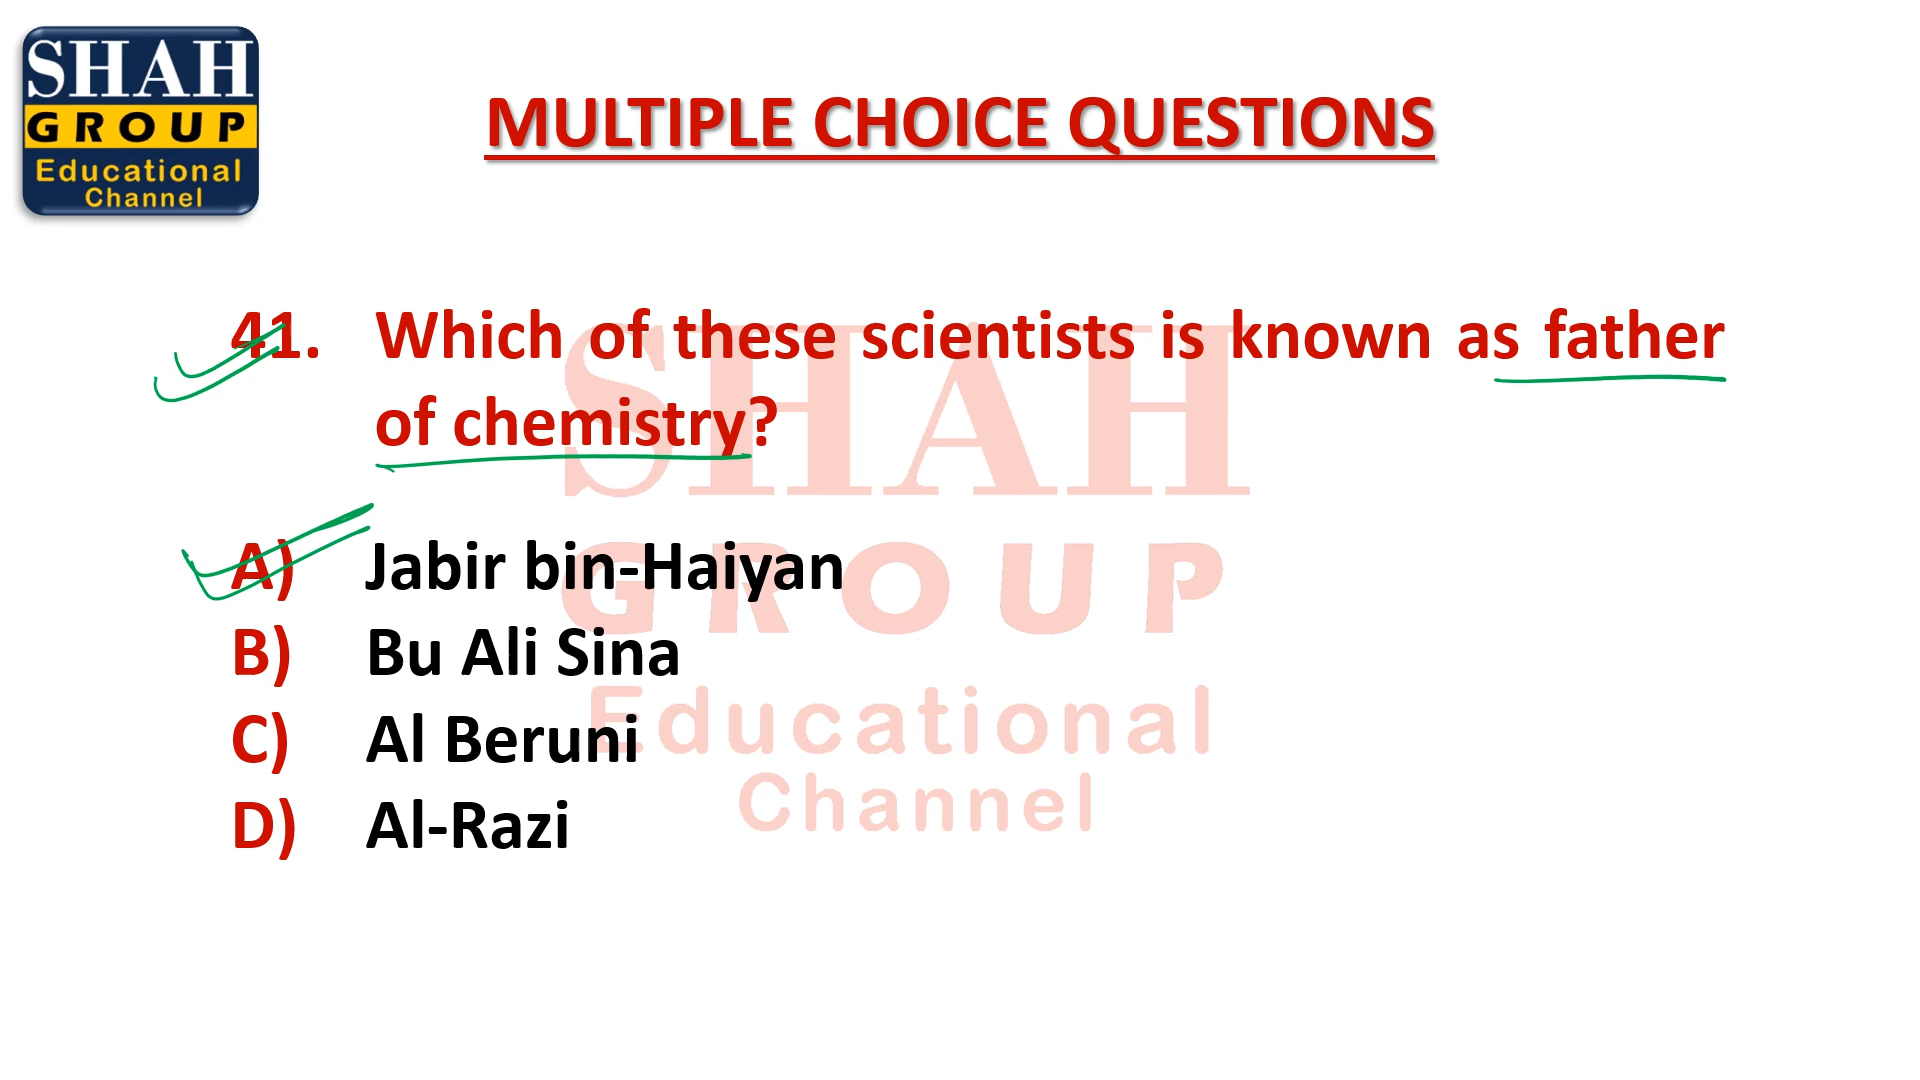 SHAH
GROUP
Educational
Channel
MULTIPLE CHOICE QUESTIONS
41. Which of these scientists is known as father
of chemistry?
A) Jabir bin-Haiyan
B) Bu Ali Sina
C) Al Beruni
D) Al-Razi
SHAH
GROUP
Educational
Channel